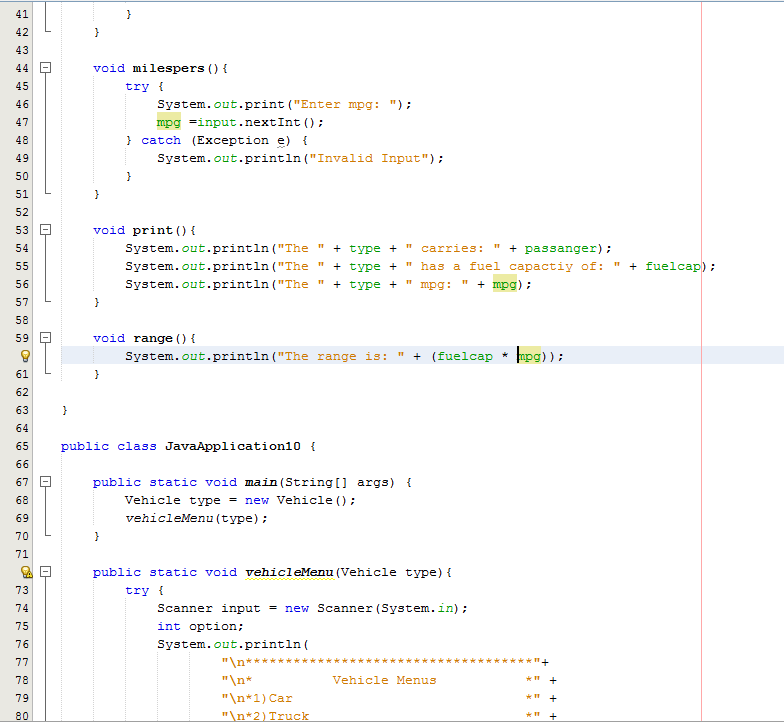 41 }
42 }
43
44 void milespers(){
45 try {
46 System.out.print("Enter mpg: ");
47 mpg =input.nextInt();
48 } catch (Exception e) {
49 System.out.println("Invalid Input");
50 }
51 }
52
53 void print(){
54 System.out.println("The " + type + " carries: " + passanger);
55 System.out.println("The " + type + " has a fuel capactiy of: " + fuelcap);
56 System.out.println("The " + type + " mpg: " + mpg);
57 }
58
59 void range(){
System.out.println("The range is: " + (fuelcap * mpg));
61 }
62
63 }
64
65 public class JavaApplication10 {
66
67 public static void main(String[] args) {
68 Vehicle type = new Vehicle();
69 vehicleMenu(type);
70 }
71
public static void vehicleMenu(Vehicle type){
73 try {
74 Scanner input = new Scanner(System.in);
75 int option;
76 System.out.println(
77 "\n************************************"+
78 "\n* Vehicle Menus *" +
79 "\n*1)Car *" +
80 "\n*2)Truck *" +